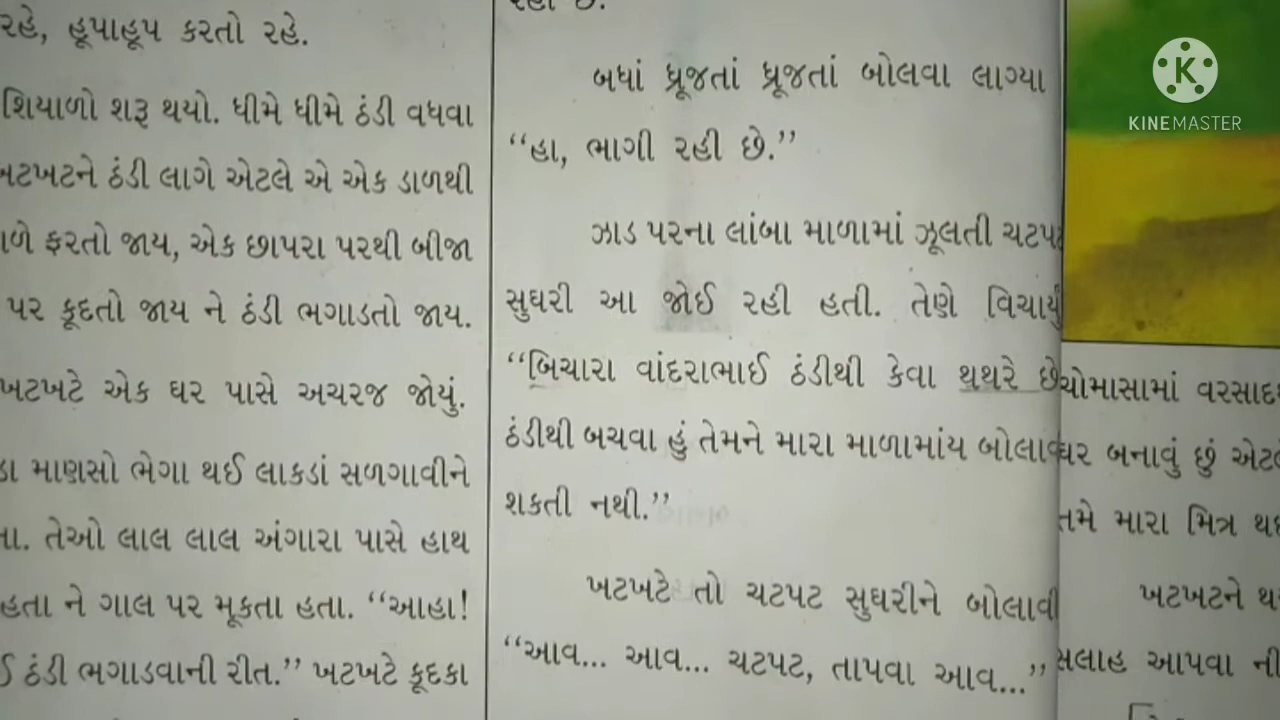 રહે, હૂપાહૂપ કરતો રહે.
શિયાળો શરૂ થયો. ધીમે ધીમે ઠંડી વધવા
ઠંડી લાગે એટલે એ એક ડાળથી
ફરતો જાય, એક છાપરા પરથી બીજા
પર કૂદતો જાય ને ઠંડી ભગાડતો જાય.
ખટખટે એક ઘર પાસે અચરજ જોયું.
માણસો ભેગા થઈ લાકડાં સળગાવીને
તેઓ લાલ લાલ અંગારા પાસે હાથ
હતા ને ગાલ પર મૂકતા હતા. “આહા!
ઠંડી ભગાડવાની રીત.” ખટખટે કૂદકા
બધાં ધ્રૂજતાં ધ્રૂજતાં બોલવા લાગ્યા
“હા, ભાગી રહી છે.”
ઝાડ પરના લાંબા માળામાં ઝૂલતી ચટપટ
સુઘરી આ જોઈ રહી હતી. તેણે વિચાર્યું
“બિચારા વાંદરાભાઈ ઠંડીથી કેવા થથરે છે
ઠંડીથી બચવા હું તેમને મારા માળામાંય બોલાવ
શકતી નથી.”
ખટખટે તો ચટપટ સુઘરીને બોલાવી
“આવ... આવ... ચટપટ, તાપવા આવ...”
ચોમાસામાં
ઘર બનાવું છું
તમે મારા મિત્ર
ખટખટને
સલાહ આપવા
KINEMASTER